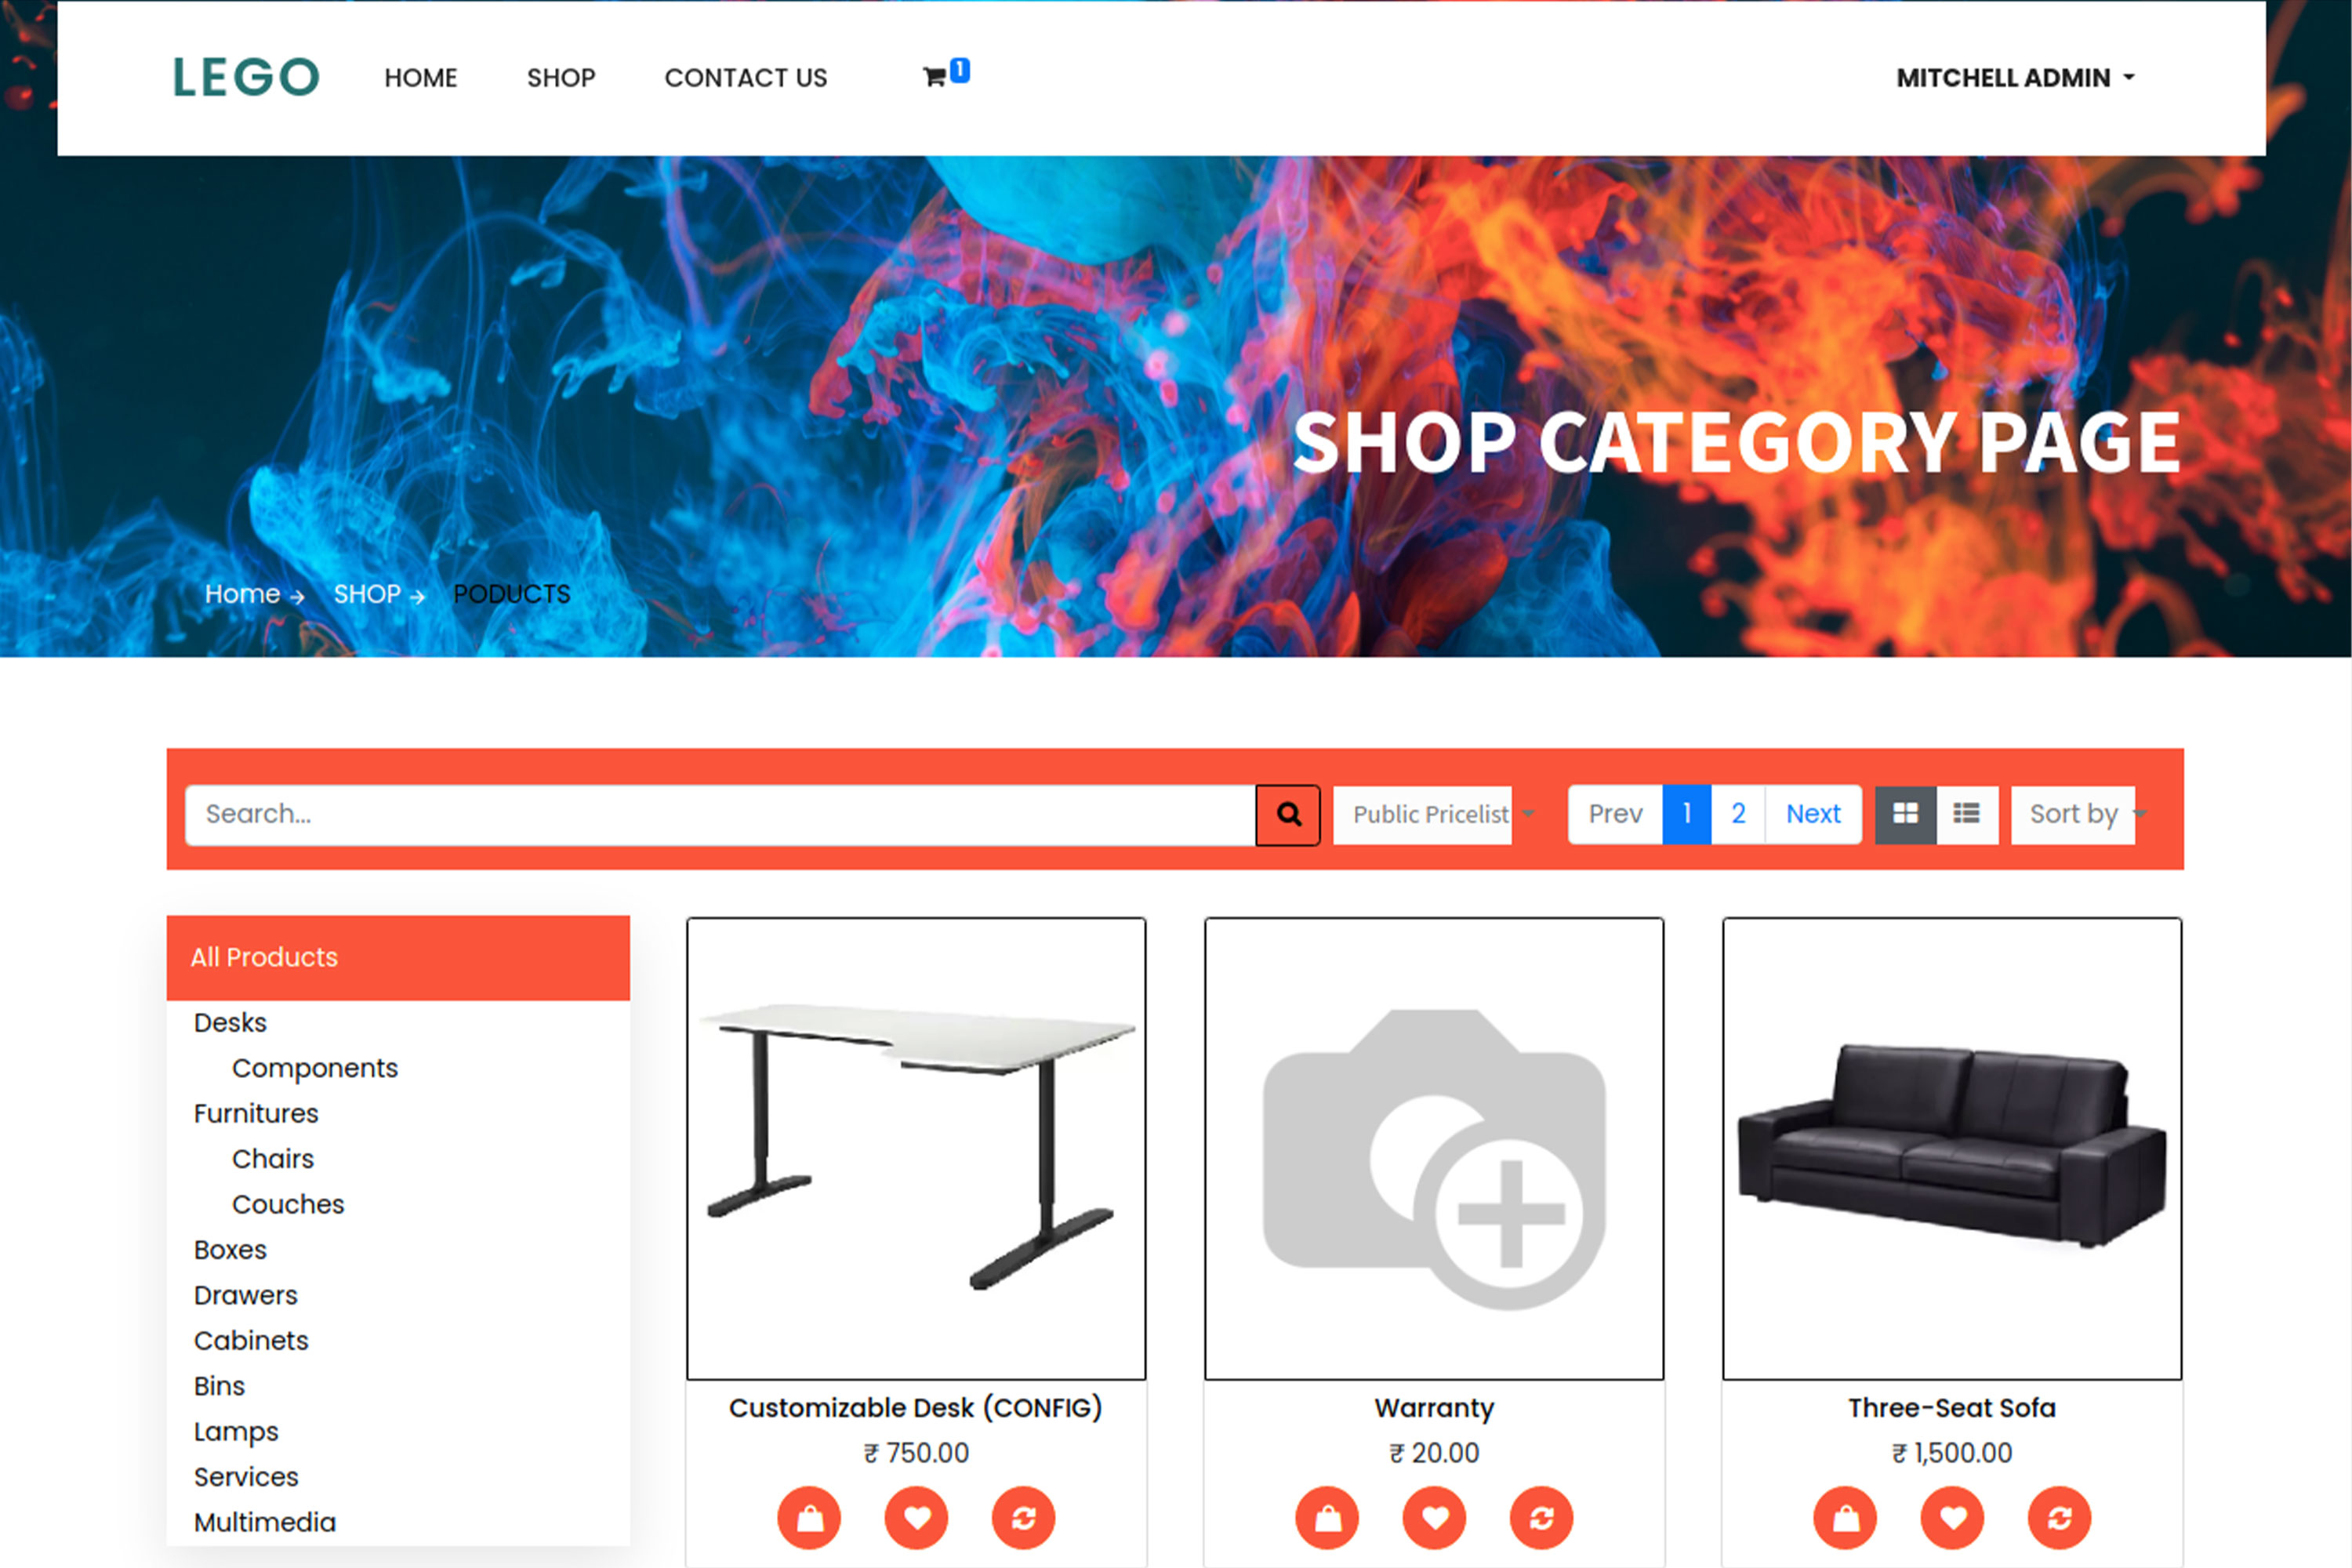 LEGO HOME SHOP CONTACT US 1 MITCHELL ADMIN
SHOP CATEGORY PAGE
Home SHOP PODUCTS
Search... Public Pricelist Prev 1 2 Next Sort by
All Products
Desks
Components
Furnitures
Chairs
Couches
Boxes
Drawers
Cabinets
Bins
Lamps
Services
Multimedia
Customizable Desk (CONFIG)
₹ 750.00
Warranty
₹ 20.00
Three-Seat Sofa
₹ 1,500.00